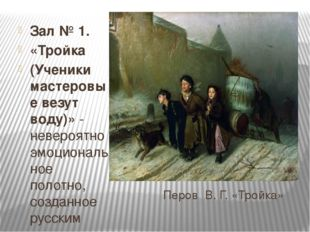 Зал № 1.
«Тройка
(Ученики
мастеровы
е везут
воду)» -
невероятно
эмоциональ
ное
полотно,
созданное
русским
Перов В. Г. «Тройка»